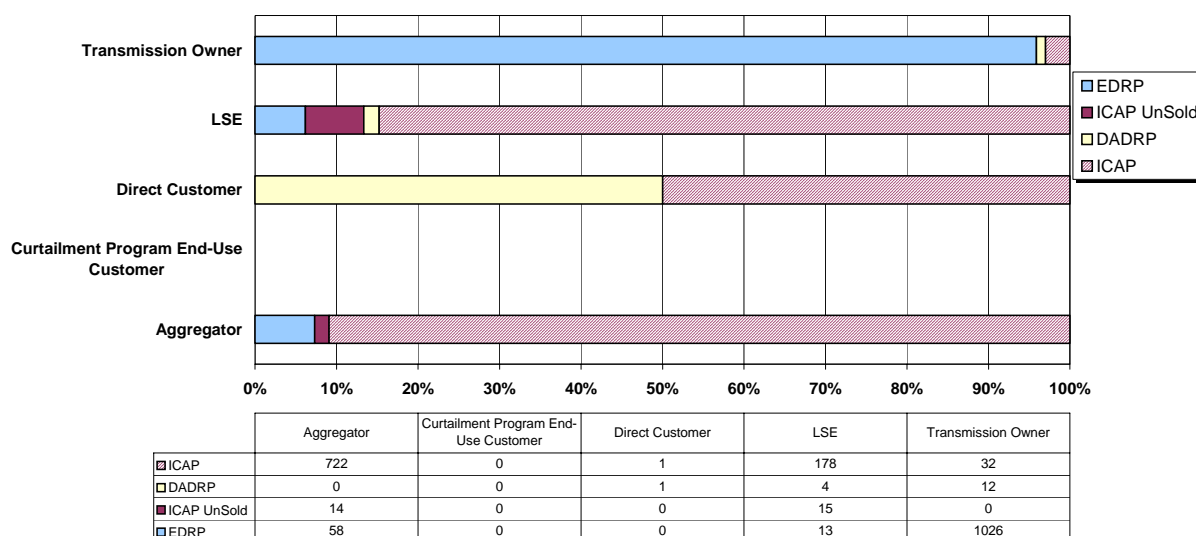 Transmission Owner
LSE
Direct Customer
Curtailment Program End-Use
Customer
Aggregator
EDRP
ICAP UnSold
DADRP
ICAP
0% 10% 20% 30% 40% 50% 60% 70% 80% 90% 100%
Aggregator Curtailment Program End-Use Customer Direct Customer LSE Transmission Owner
ICAP 722 0 1 178 32
DADRP 0 0 1 4 12
ICAP UnSold 14 0 0 15 0
EDRP 58 0 0 13 1026